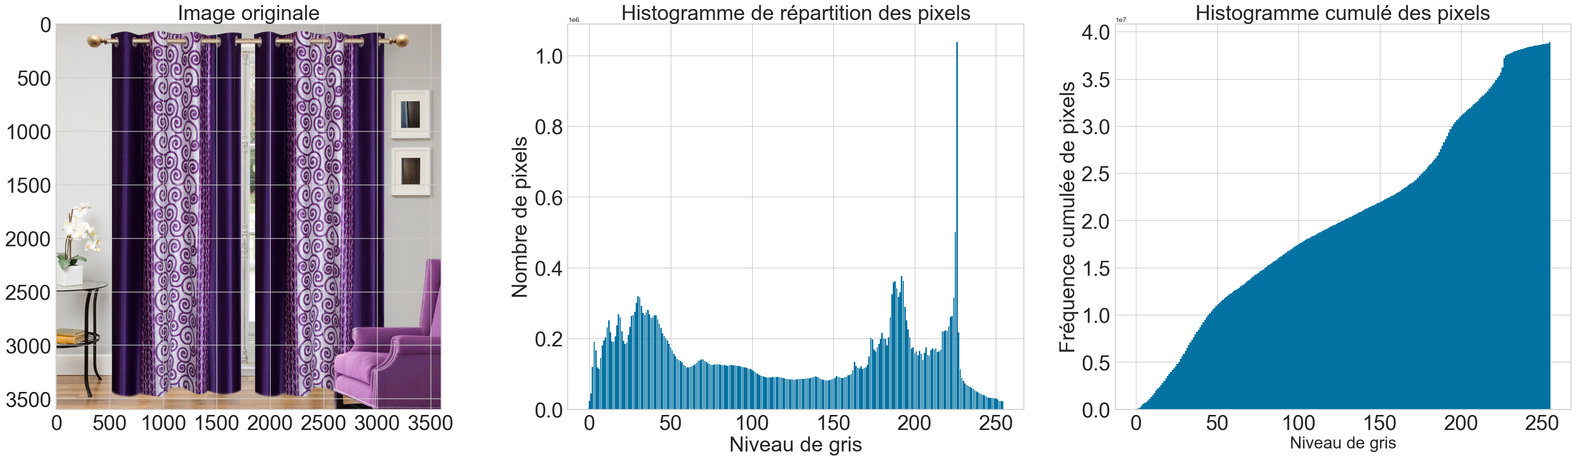 Image originale
0
500
1000
1500
2000
2500
3000
3500
0 500 1000 1500 2000 2500 3000 3500
Histogramme de répartition des pixels
1e6
Nombre de pixels
1.0
0.8
0.6
0.4
0.2
0.0
0 50 100 150 200 250
Niveau de gris
Histogramme cumulé des pixels
1e7
Fréquence cumulée de pixels
4.0
3.5
3.0
2.5
2.0
1.5
1.0
0.5
0.0
0 50 100 150 200 250
Niveau de gris